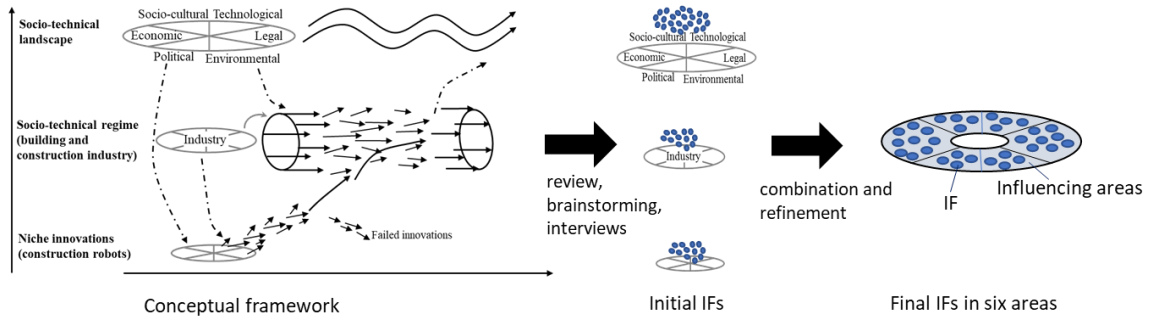 Socio-technical
landscape
Socio-cultural Technological
Economic Legal
Political Environmental
Socio-technical regime
(building and
construction industry)
Industry
Niche innovations
(construction robots)
Failed innovations
Conceptual framework
review,
brainstorming,
interviews
Socio-cultural Technological
Economic Legal
Political Environmental
Industry
Initial IFs
combination and
refinement
IF
Influencing areas
Final IFs in six areas